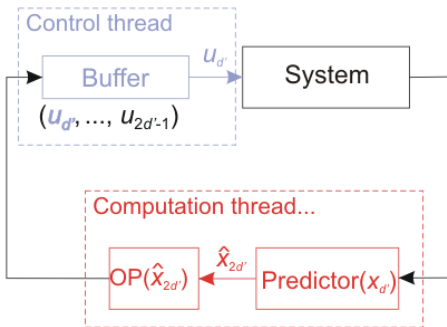 Control thread
u_d'
Buffer
System
(u_d', ..., u_2d'-1)
Computation thread...
x̂_2d'
OP(x̂_2d')
Predictor(x_d')